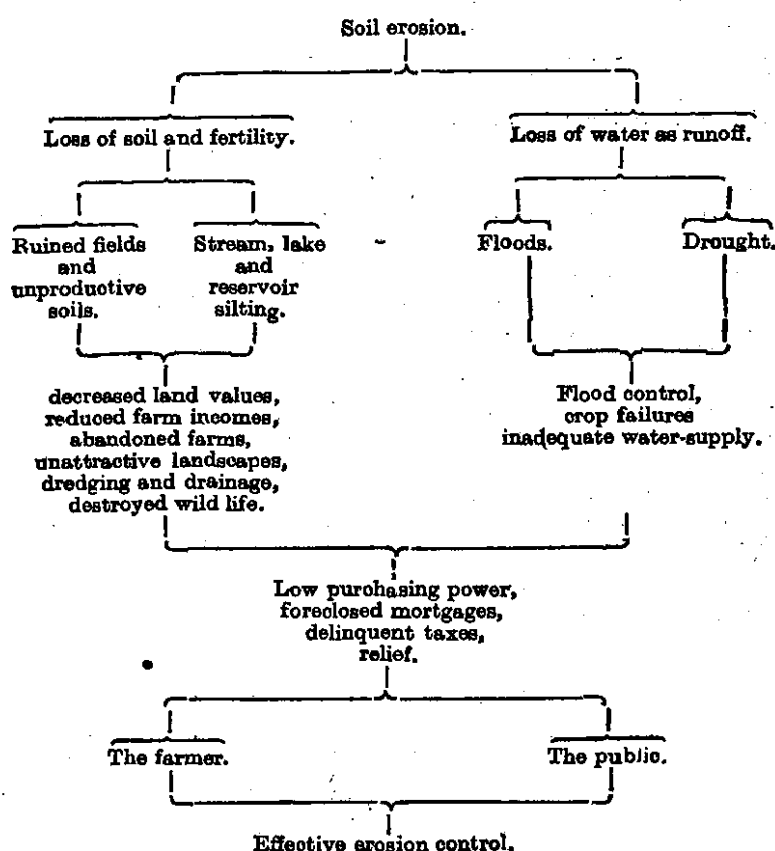 Soil erosion.
Loss of soil and fertility.
Loss of water as runoff.
Ruined fields
and
unproductive
soils.
Stream, lake
and
reservoir
silting.
Floods.
Drought.
decreased land values,
reduced farm incomes,
abandoned farms,
unattractive landscapes,
dredging and drainage,
destroyed wild life.
Flood control,
crop failures
inadequate water-supply.
Low purchasing power,
foreclosed mortgages,
delinquent taxes,
relief.
The farmer.
The public.
Effective erosion control.